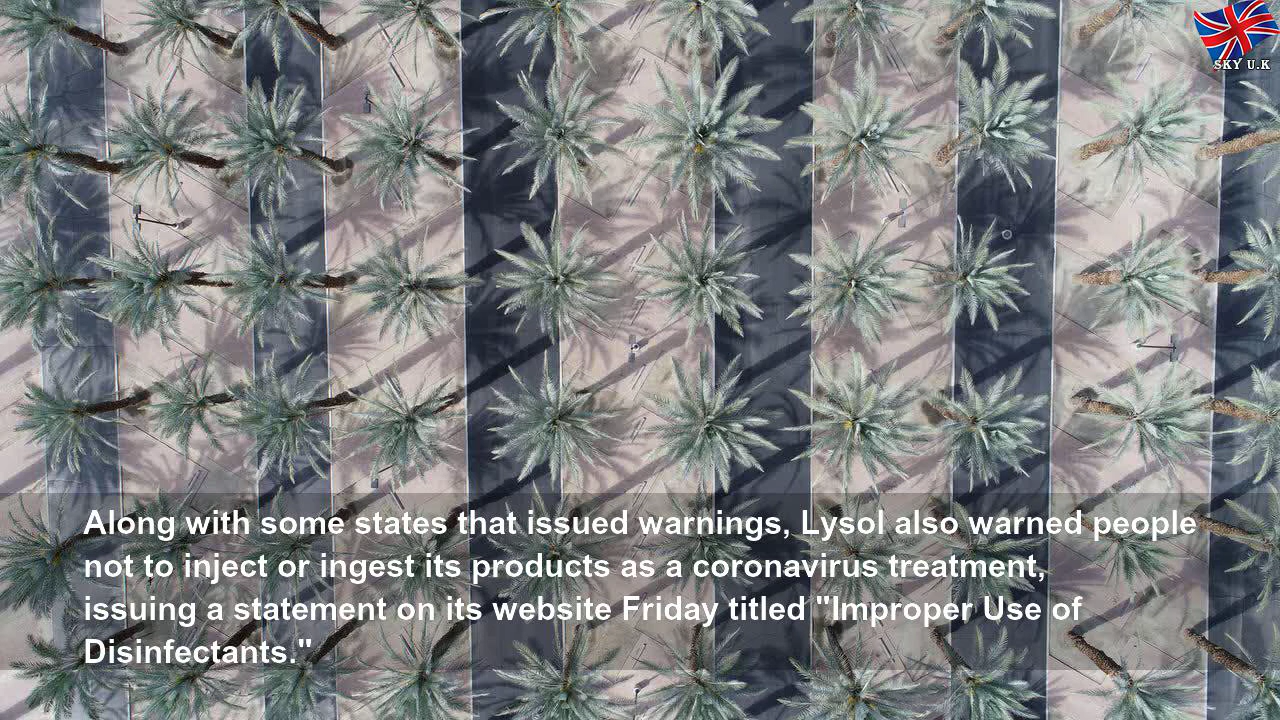 SKY U.K
Along with some states that issued warnings, Lysol also warned people
not to inject or ingest its products as a coronavirus treatment,
issuing a statement on its website Friday titled "Improper Use of
Disinfectants."